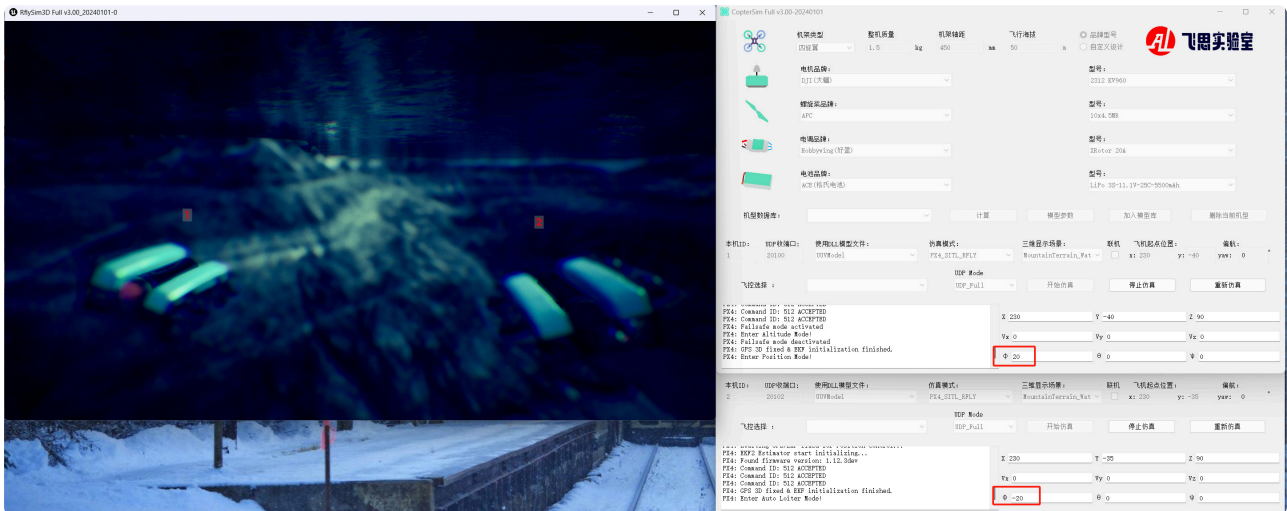 RflySim3D Full v3.00_20240101-0
CopterSim Full v3.00-20240101
机架类型 整机质量 机架轴距 飞行海拔 品牌型号
四旋翼 1.5 kg 450 mm 50 m 自定义设计
飞思实验室
电机品牌： 型号：
DJI(大疆) 2312 KV960
螺旋桨品牌： 型号：
APC 10x4.5MR
电调品牌： 型号：
Hobbywing(好盈) XRotor 20A
电池品牌： 型号：
ACE(格氏电池) LiPo 3S-11.1V-25C-5500mAh
机型数据库： 计算 模型参数 加入模型库 删除当前机型
本机ID： UDP收端口： 使用DLL模型文件： 仿真模式： 三维显示场景： 联机 飞机起点位置： 偏航：
1 20100 UUVModel PX4_SITL_RFLY MountainTerrain_Wat x: 230 y: -40 yaw: 0
UDP Mode
飞控选择 ： UDP_Full 开始仿真 停止仿真 重新仿真
PX4: Command ID: 512 ACCEPTED
PX4: Command ID: 512 ACCEPTED
PX4: Command ID: 512 ACCEPTED
PX4: Failsafe mode activated
PX4: Enter Altitude Mode!
PX4: Failsafe mode deactivated
PX4: GPS 3D fixed & EKF initialization finished.
PX4: Enter Position Mode!
X 230 Y -40 Z 90
Vx 0 Vy 0 Vz 0
Φ 20 Θ 0 Ψ 0
本机ID： UDP收端口： 使用DLL模型文件： 仿真模式： 三维显示场景： 联机 飞机起点位置： 偏航：
2 20102 UUVModel PX4_SITL_RFLY MountainTerrain_Wat x: 230 y: -35 yaw: 0
UDP Mode
飞控选择 ： UDP_Full 开始仿真 停止仿真 重新仿真
PX4: EKF2 Estimator start initializing...
PX4: Found firmware version: 1.12.3dev
PX4: Command ID: 512 ACCEPTED
PX4: Command ID: 512 ACCEPTED
PX4: Command ID: 512 ACCEPTED
PX4: GPS 3D fixed & EKF initialization finished.
PX4: Enter Auto Loiter Mode!
X 230 Y -35 Z 90
Vx 0 Vy 0 Vz 0
Φ -20 Θ 0 Ψ 0